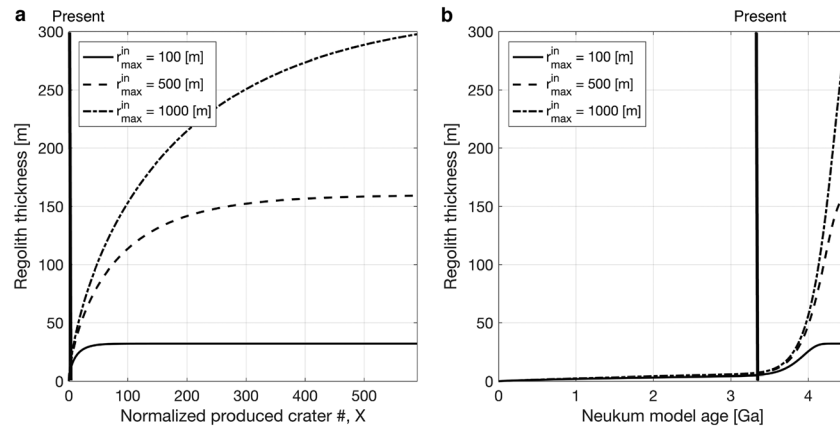 a
Present
300
250
200
150
100
50
0
Regolith thickness [m]
r^in_max = 100 [m]
r^in_max = 500 [m]
r^in_max = 1000 [m]
0 100 200 300 400 500
Normalized produced crater #, X
b
Present
300
250
200
150
100
50
0
Regolith thickness [m]
r^in_max = 100 [m]
r^in_max = 500 [m]
r^in_max = 1000 [m]
0 1 2 3 4
Neukum model age [Ga]